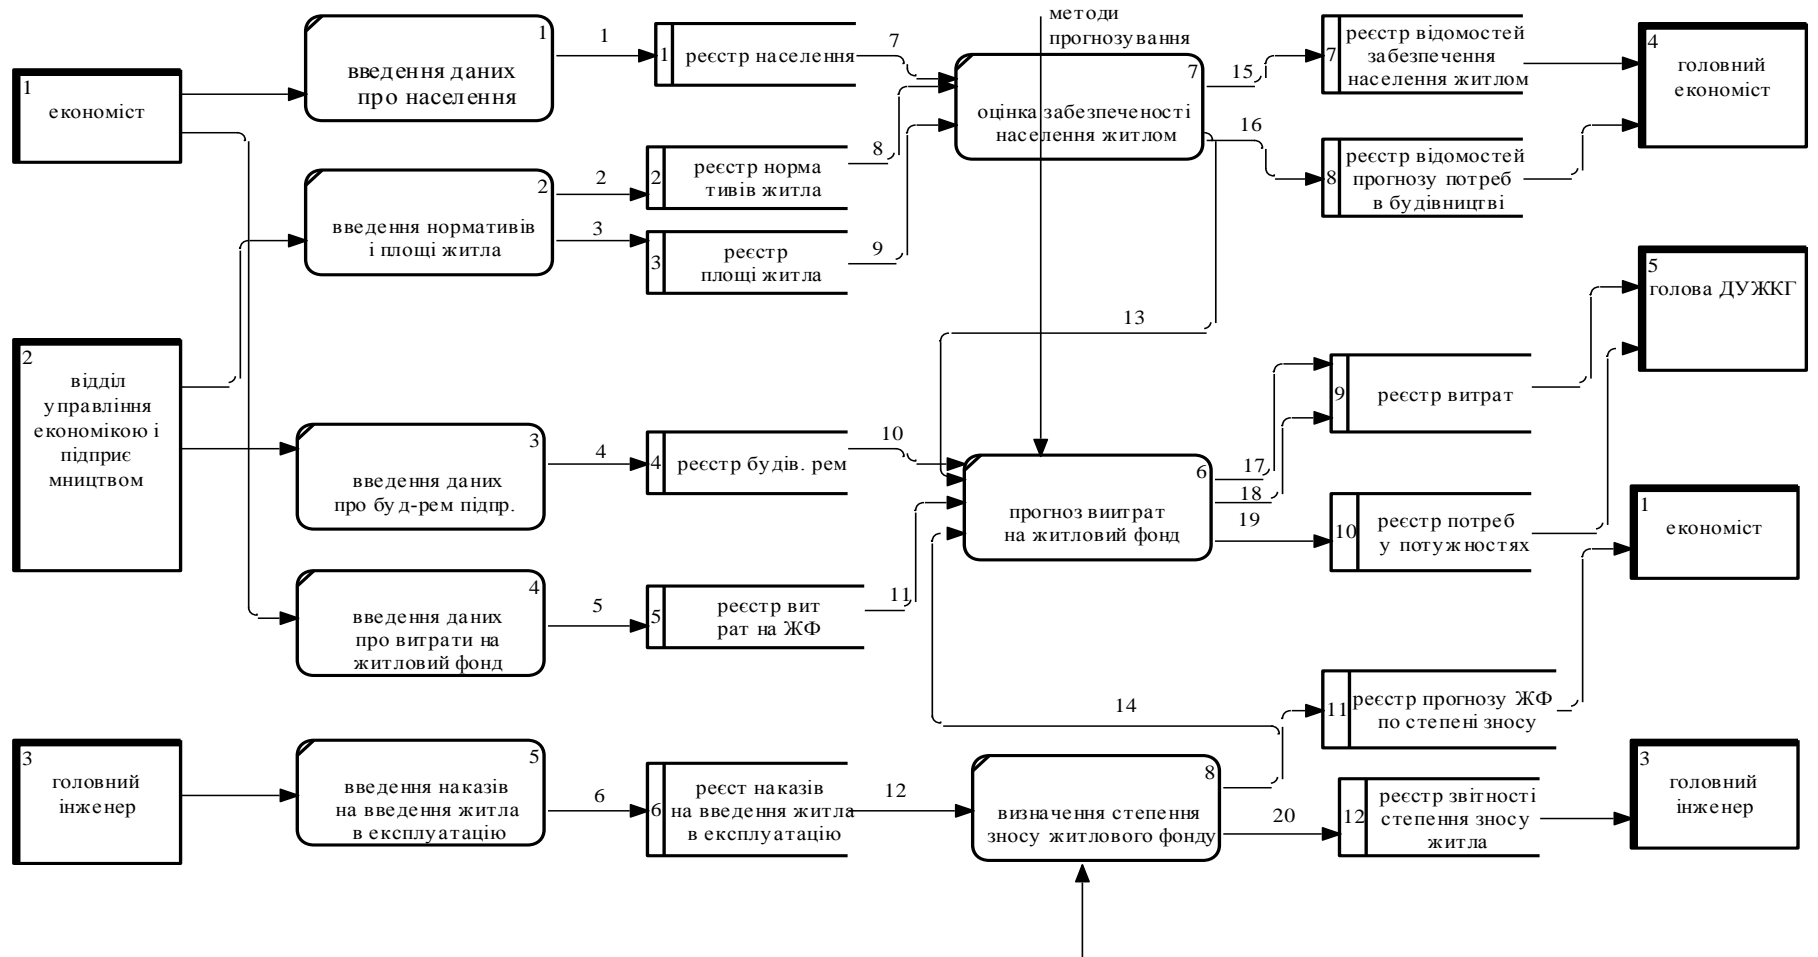 1
економіст
2
відділ
управління
економікою і
підприє
мництвом
3
головний
інженер
1
введення даних
про населення
2
введення нормативів
і площі житла
3
введення даних
про буд-рем підпр.
4
введення даних
про витрати на
житловий фонд
5
введення наказів
на введення житла
в експлуатацію
1
2
3
4
5
6
1
реєстр населення
2
реєстр норма
тивів житла
3
реєстр
площі житла
4
реєстр будів. рем
5
реєстр вит
рат на ЖФ
6
реєст наказів
на введення житла
в експлуатацію
7
8
9
10
11
12
методи
прогнозування
7
оцінка забезпеченості
населення житлом
13
6
прогноз виитрат
на житловий фонд
14
8
визначення степення
зносу житлового фонду
15
16
17
18
19
20
7
реєстр відомостей
забезпечення
населення житлом
8
реєстр відомостей
прогнозу потреб
в будівництві
9
реєстр витрат
10
реєстр потреб
у потужностях
11
реєстр прогнозу ЖФ
по степені зносу
12
реєстр звітності
степення зносу
житла
4
головний
економіст
5
голова ДУЖКГ
1
економіст
3
головний
інженер